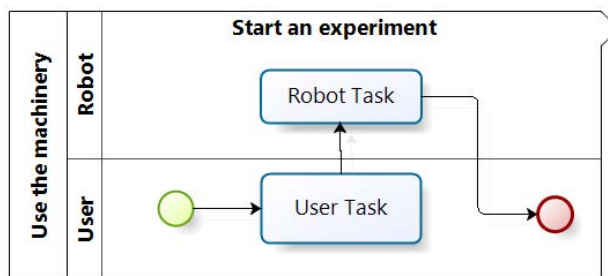 Use the machinery
Start an experiment
Robot
Robot Task
User
User Task